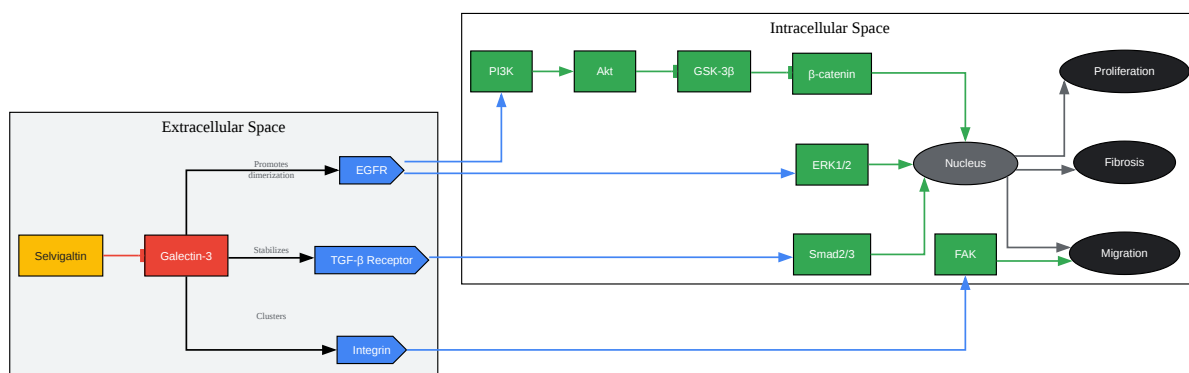 Intracellular Space
PI3K
Akt
GSK-3β
β-catenin
Proliferation
Extracellular Space
Promotes
dimerization
EGFR
ERK1/2
Nucleus
Fibrosis
Selvigaltin
Galectin-3
Stabilizes
TGF-β Receptor
Smad2/3
FAK
Migration
Clusters
Integrin